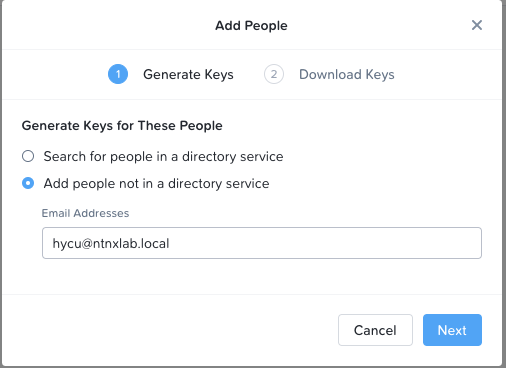 Add People
1 Generate Keys 2 Download Keys
Generate Keys for These People
Search for people in a directory service
Add people not in a directory service
Email Addresses
hycu@ntnxlab.local
Cancel Next